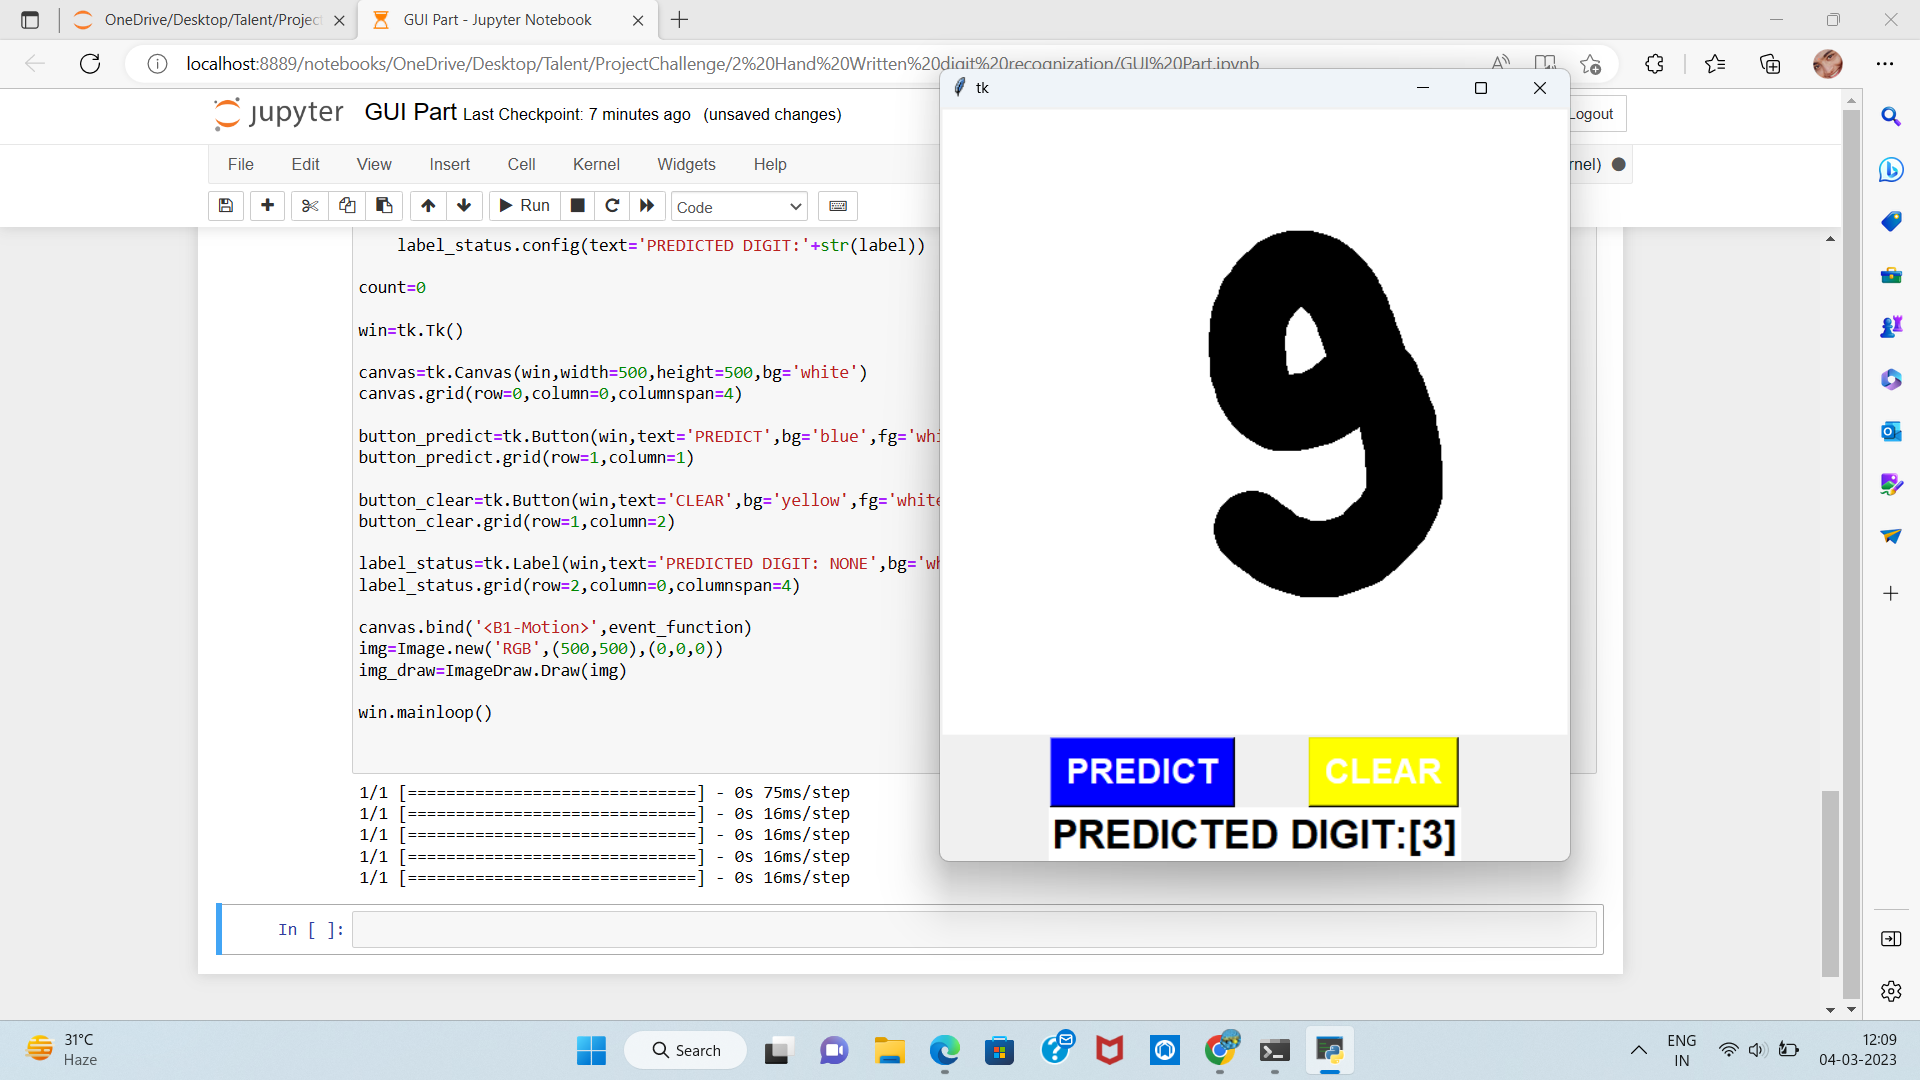 OneDrive/Desktop/Talent/Projec
GUI Part - Jupyter Notebook
localhost:8889/notebooks/OneDrive/Desktop/Talent/ProjectChallenge/2%20Hand%20Written%20digit%20recognization/GUI%20Part.ipynb
jupyter GUI Part Last Checkpoint: 7 minutes ago (unsaved changes)
Logout
File Edit View Insert Cell Kernel Widgets Help
rnel)
Run Code
label_status.config(text='PREDICTED DIGIT:'+str(label))
count=0
win=tk.Tk()
canvas=tk.Canvas(win,width=500,height=500,bg='white')
canvas.grid(row=0,column=0,columnspan=4)
button_predict=tk.Button(win,text='PREDICT',bg='blue',fg='whi
button_predict.grid(row=1,column=1)
button_clear=tk.Button(win,text='CLEAR',bg='yellow',fg='white
button_clear.grid(row=1,column=2)
label_status=tk.Label(win,text='PREDICTED DIGIT: NONE',bg='wh
label_status.grid(row=2,column=0,columnspan=4)
canvas.bind('<B1-Motion>',event_function)
img=Image.new('RGB',(500,500),(0,0,0))
img_draw=ImageDraw.Draw(img)
win.mainloop()
1/1 [==============================] - 0s 75ms/step
1/1 [==============================] - 0s 16ms/step
1/1 [==============================] - 0s 16ms/step
1/1 [==============================] - 0s 16ms/step
1/1 [==============================] - 0s 16ms/step
In [ ]:
tk
9
PREDICT
CLEAR
PREDICTED DIGIT:[3]
31°C
Haze
Search
ENG
IN
12:09
04-03-2023